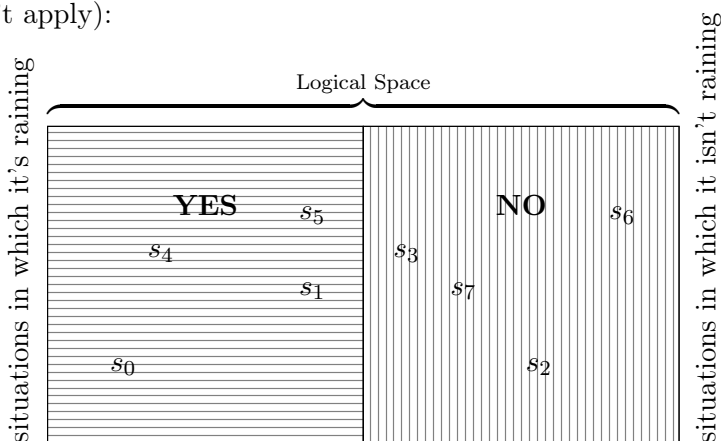 't apply):
Logical Space
situations in which it's raining
situations in which it isn't raining
YES
NO
s₅
s₆
s₄
s₃
s₁
s₇
s₀
s₂